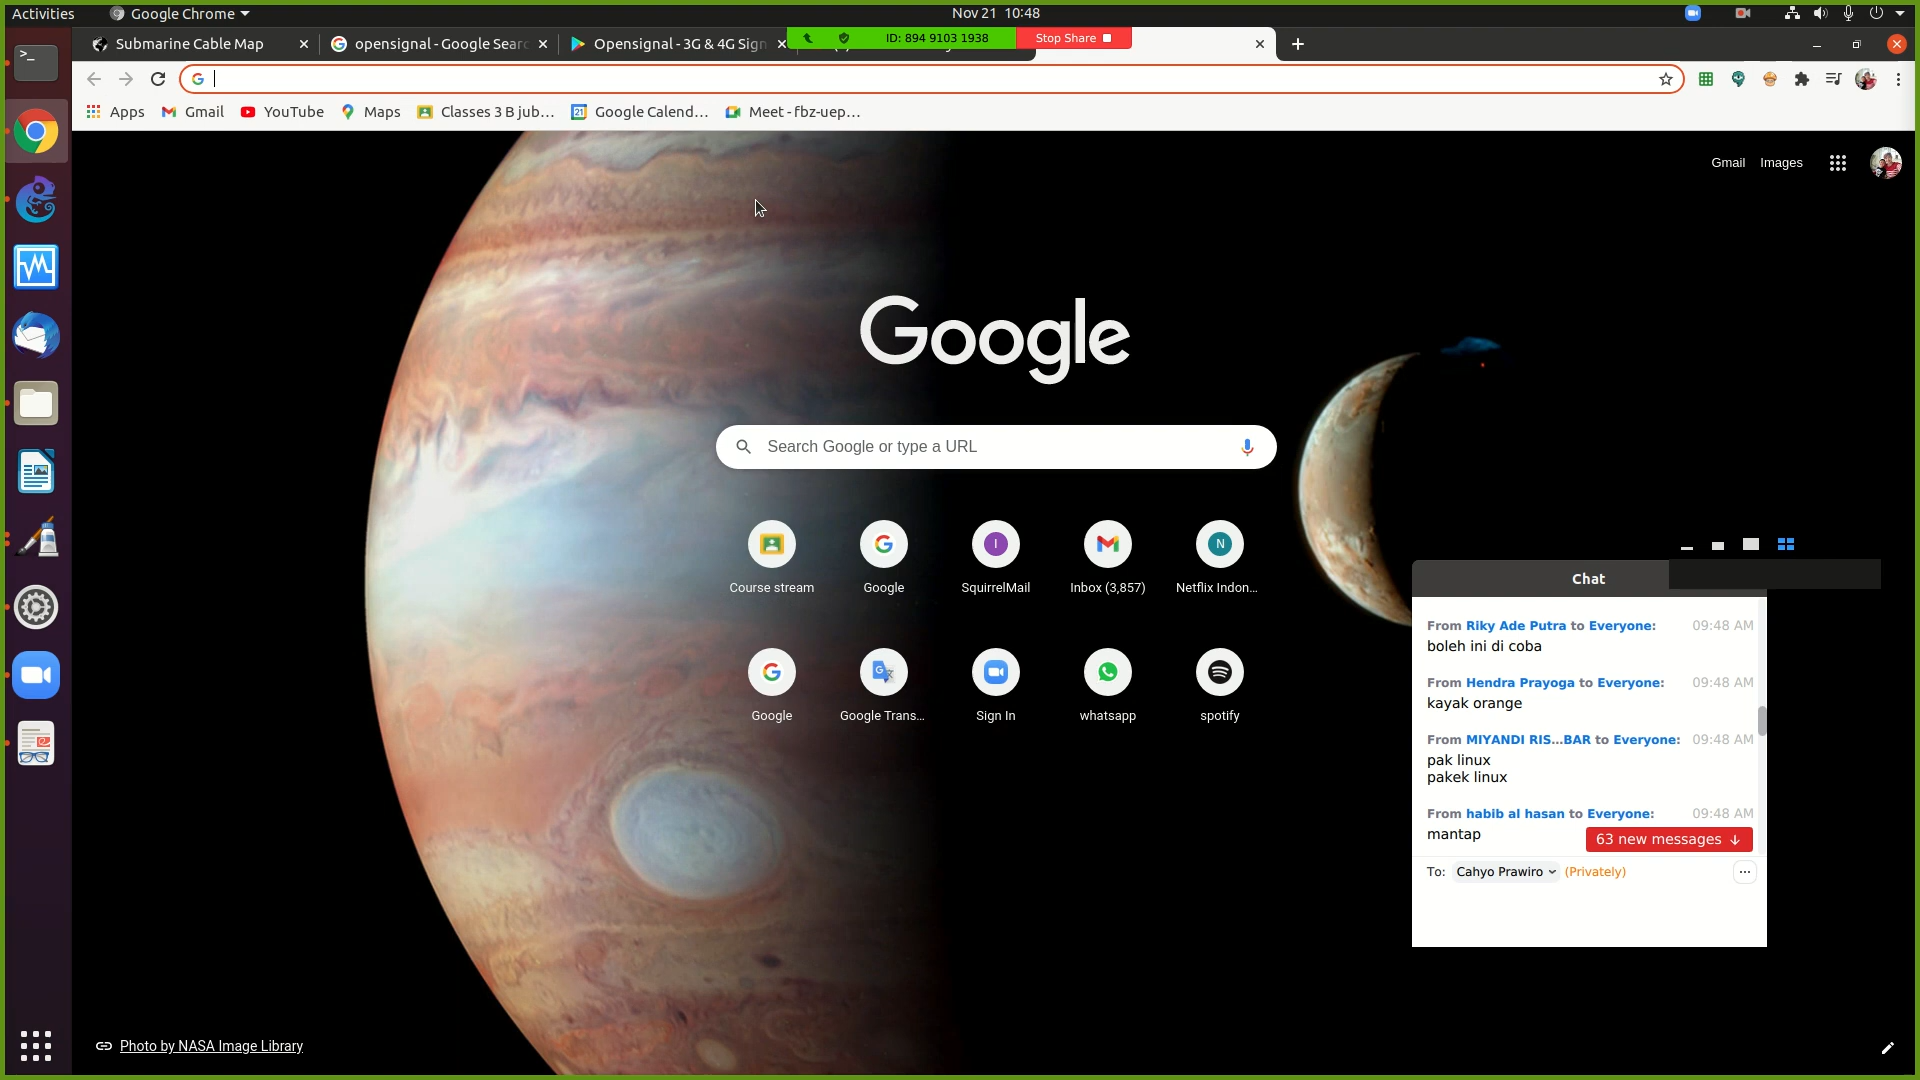 Activities
Google Chrome
Nov 21 10:48
Submarine Cable Map
opensignal - Google Searc
Opensignal - 3G & 4G Sign
ID: 894 9103 1938
Stop Share
Apps
Gmail
YouTube
Maps
Classes 3 B jub...
Google Calend...
Meet - fbz-uep...
Gmail
Images
Google
Search Google or type a URL
Course stream
Google
SquirrelMail
Inbox (3,857)
Netflix Indon...
Google
Google Trans...
Sign In
whatsapp
spotify
Chat
From Riky Ade Putra to Everyone: 09:48 AM
boleh ini di coba
From Hendra Prayoga to Everyone: 09:48 AM
kayak orange
From MIYANDI RIS...BAR to Everyone: 09:48 AM
pak linux
pakek linux
From habib al hasan to Everyone: 09:48 AM
mantap
63 new messages
To: Cahyo Prawiro (Privately)
Photo by NASA Image Library